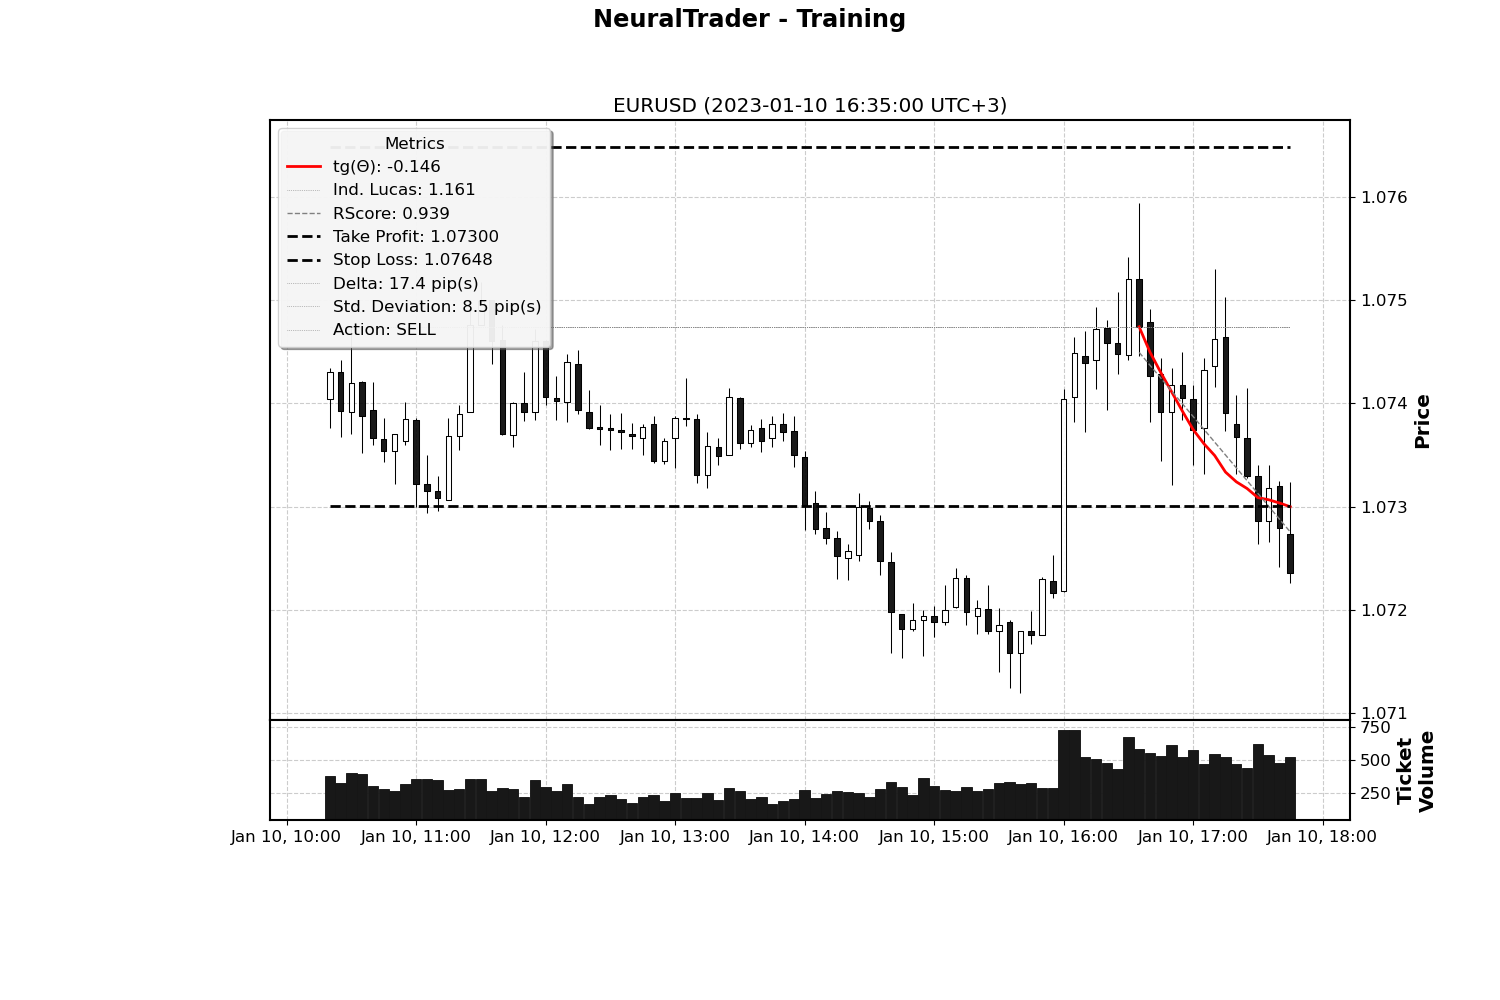 NeuralTrader - Training
EURUSD (2023-01-10 16:35:00 UTC+3)
Metrics
tg(Θ): -0.146
Ind. Lucas: 1.161
RScore: 0.939
Take Profit: 1.07300
Stop Loss: 1.07648
Delta: 17.4 pip(s)
Std. Deviation: 8.5 pip(s)
Action: SELL
1.076
1.075
1.074
1.073
1.072
1.071
Price
750
500
250
Ticket
Volume
Jan 10, 10:00
Jan 10, 11:00
Jan 10, 12:00
Jan 10, 13:00
Jan 10, 14:00
Jan 10, 15:00
Jan 10, 16:00
Jan 10, 17:00
Jan 10, 18:00